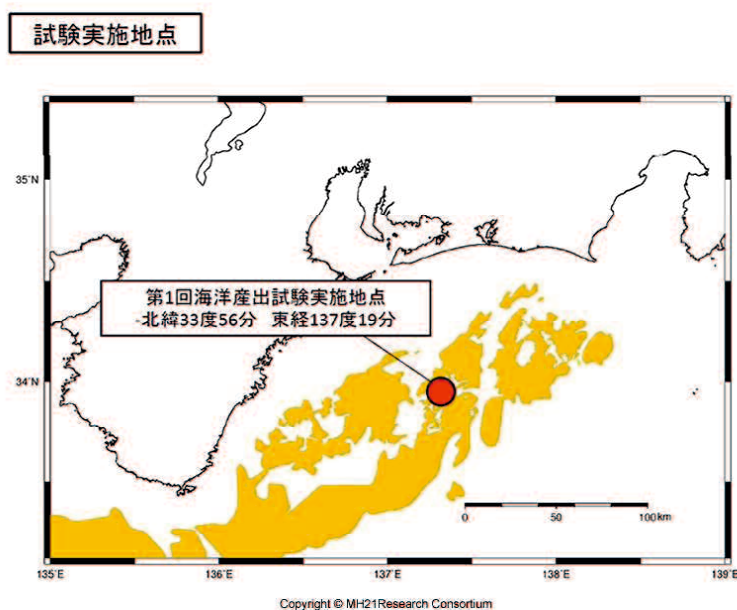 試験実施地点
35°N
第1回海洋産出試験実施地点
-北緯33度56分 東経137度19分
34°N
0 50 100km
135°E 136°E 137°E 138°E 139°E
Copyright © MH21Research Consortium